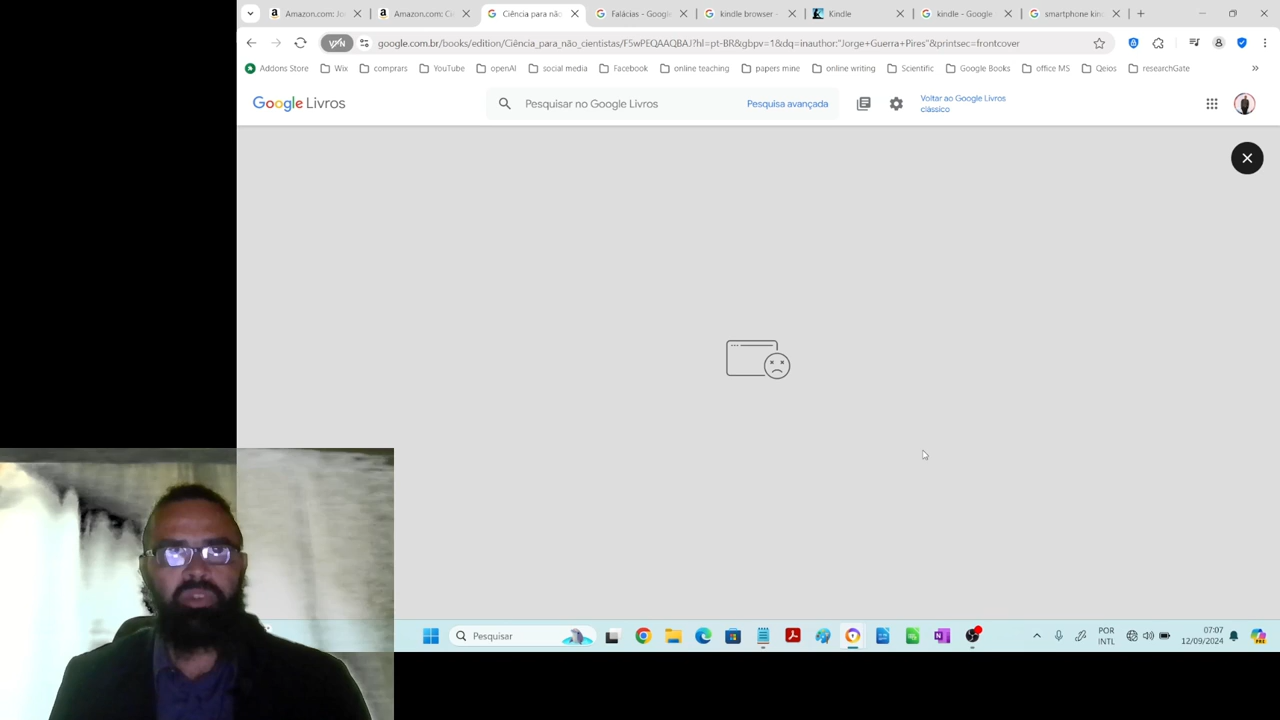 Amazon.com: Jo
Amazon.com: Ci
Ciência para não
Falácias - Google
kindle browser -
Kindle
kindle - Google
smartphone kin
VPN
google.com.br/books/edition/Ciência_para_não_cientistas/F5wPEQAAQBAJ?hl=pt-BR&gbpv=1&dq=inauthor:"Jorge+Guerra+Pires"&printsec=frontcover
Addons Store
Wix
comprars
YouTube
openAI
social media
Facebook
online teaching
papers mine
online writing
Scientific
Google Books
office MS
Qeios
researchGate
»
Google Livros
Pesquisar no Google Livros
Pesquisa avançada
Voltar ao Google Livros
clássico
Pesquisar
POR
INTL
07:07
12/09/2024